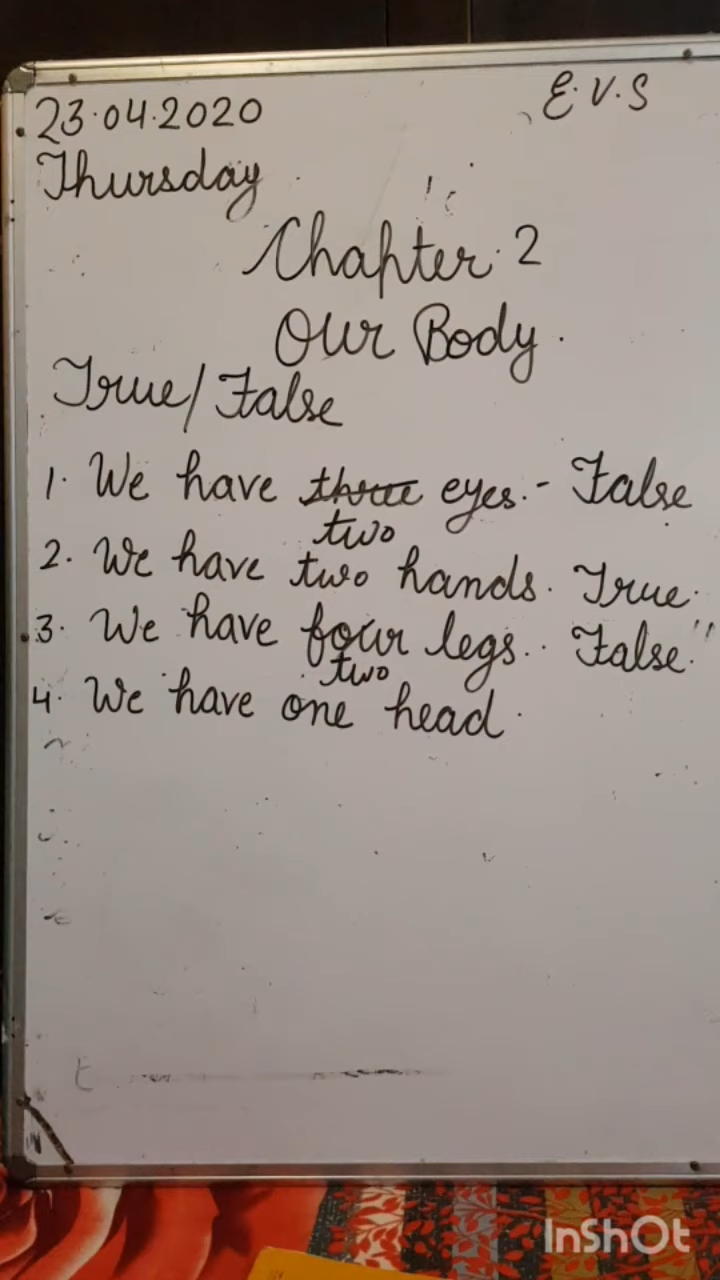 23.04.2020 E.V.S
Thursday
Chapter 2
Our Body.
True/False
1. We have three eyes. - False
two
2. We have two hands. True.
3. We have four legs. False.
two
4. We have one head.
InShOt